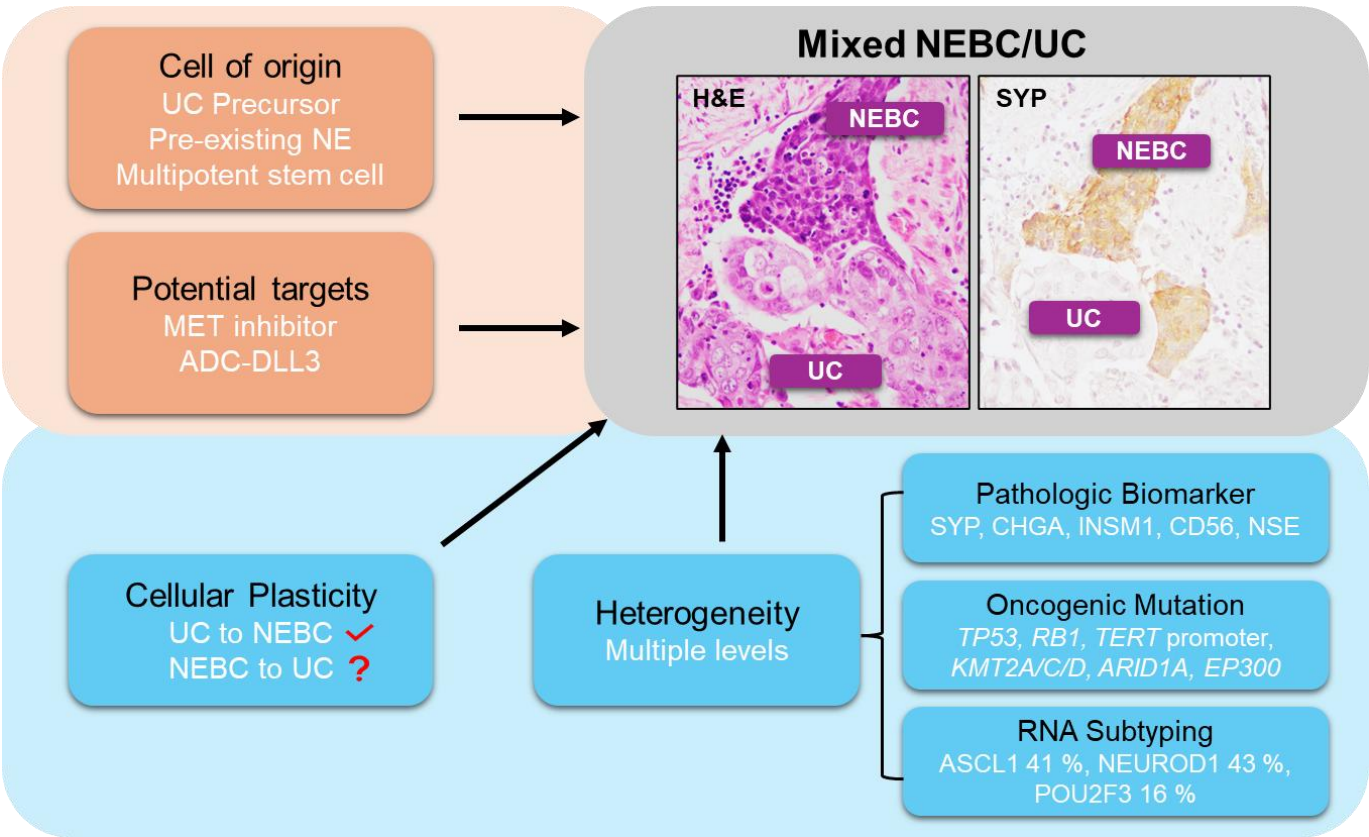 Cell of origin
UC Precursor
Pre-existing NE
Multipotent stem cell
Potential targets
MET inhibitor
ADC-DLL3
Mixed NEBC/UC
H&E
NEBC
UC
SYP
NEBC
UC
Cellular Plasticity
UC to NEBC ✓
NEBC to UC ?
Heterogeneity
Multiple levels
Pathologic Biomarker
SYP, CHGA, INSM1, CD56, NSE
Oncogenic Mutation
TP53, RB1, TERT promoter,
KMT2A/C/D, ARID1A, EP300
RNA Subtyping
ASCL1 41 %, NEUROD1 43 %,
POU2F3 16 %